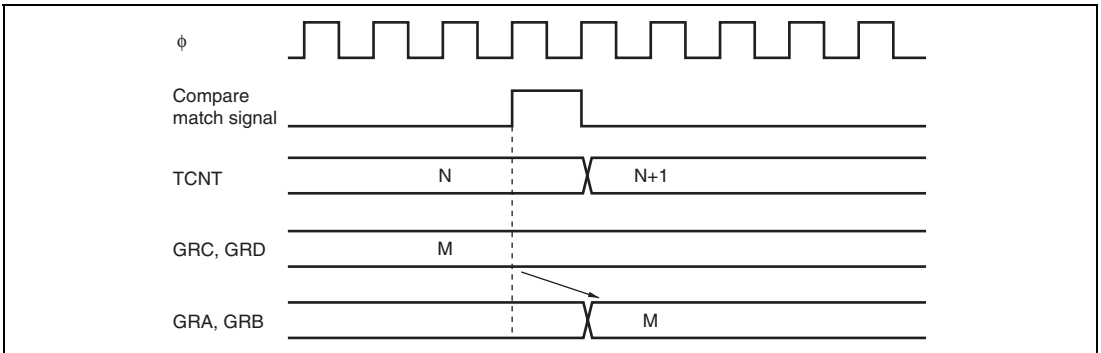 ϕ
Compare
match signal
TCNT N N+1
GRC, GRD M
GRA, GRB M